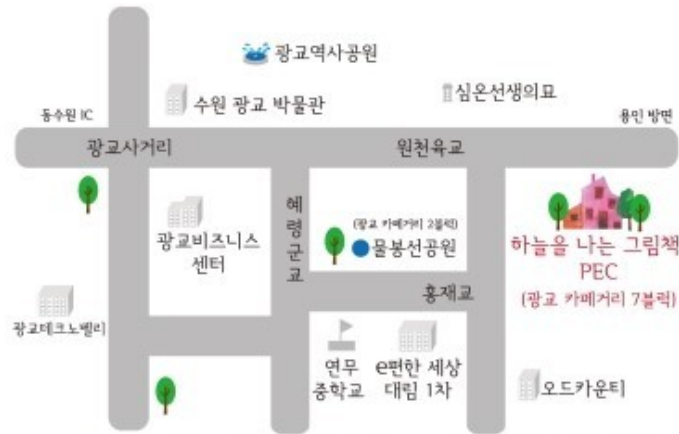 광교역사공원
수원 광교 박물관
심온선생의묘
동수원 IC
용인 방면
광교사거리
원천육교
혜령군교
(광교 카페거리 2블럭)
물봉선공원
광교비즈니스
센터
하늘을 나는 그림책
PEC
(광교 카페거리 7블럭)
홍재교
광교테크노벨리
연무
중학교
e편한 세상
대림 1차
오드카운티